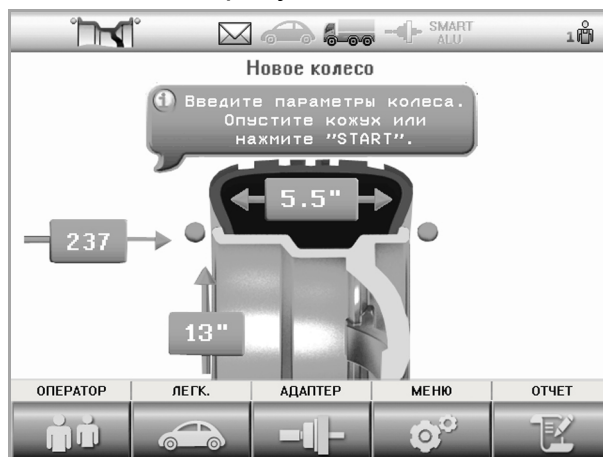 SMART
ALU
1
Новое колесо
i Введите параметры колеса.
Опустите кожух или
нажмите "START".
5.5"
237
13"
ОПЕРАТОР ЛЕГК. АДАПТЕР МЕНЮ ОТЧЕТ